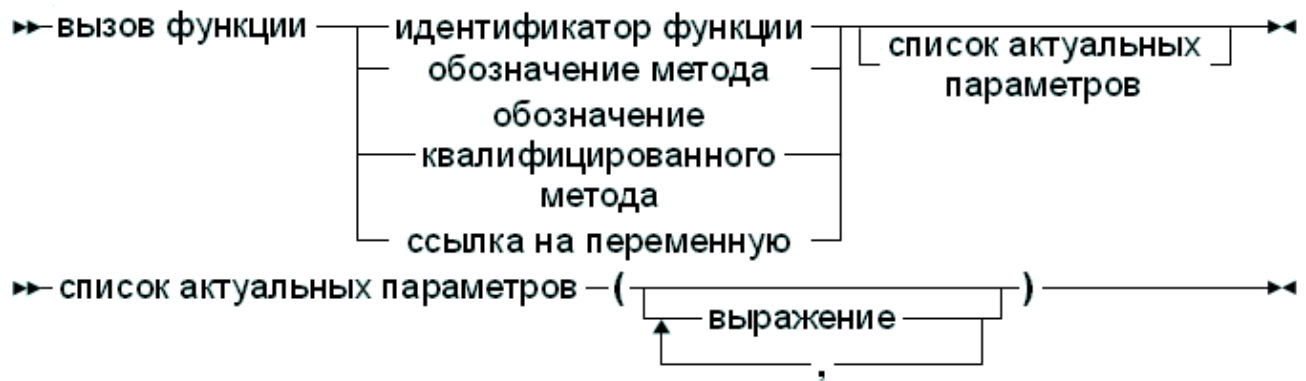 вызов функции идентификатор функции
список актуальных
обозначение метода
параметров
обозначение
квалифицированного
метода
ссылка на переменную
список актуальных параметров ( )
выражение
,